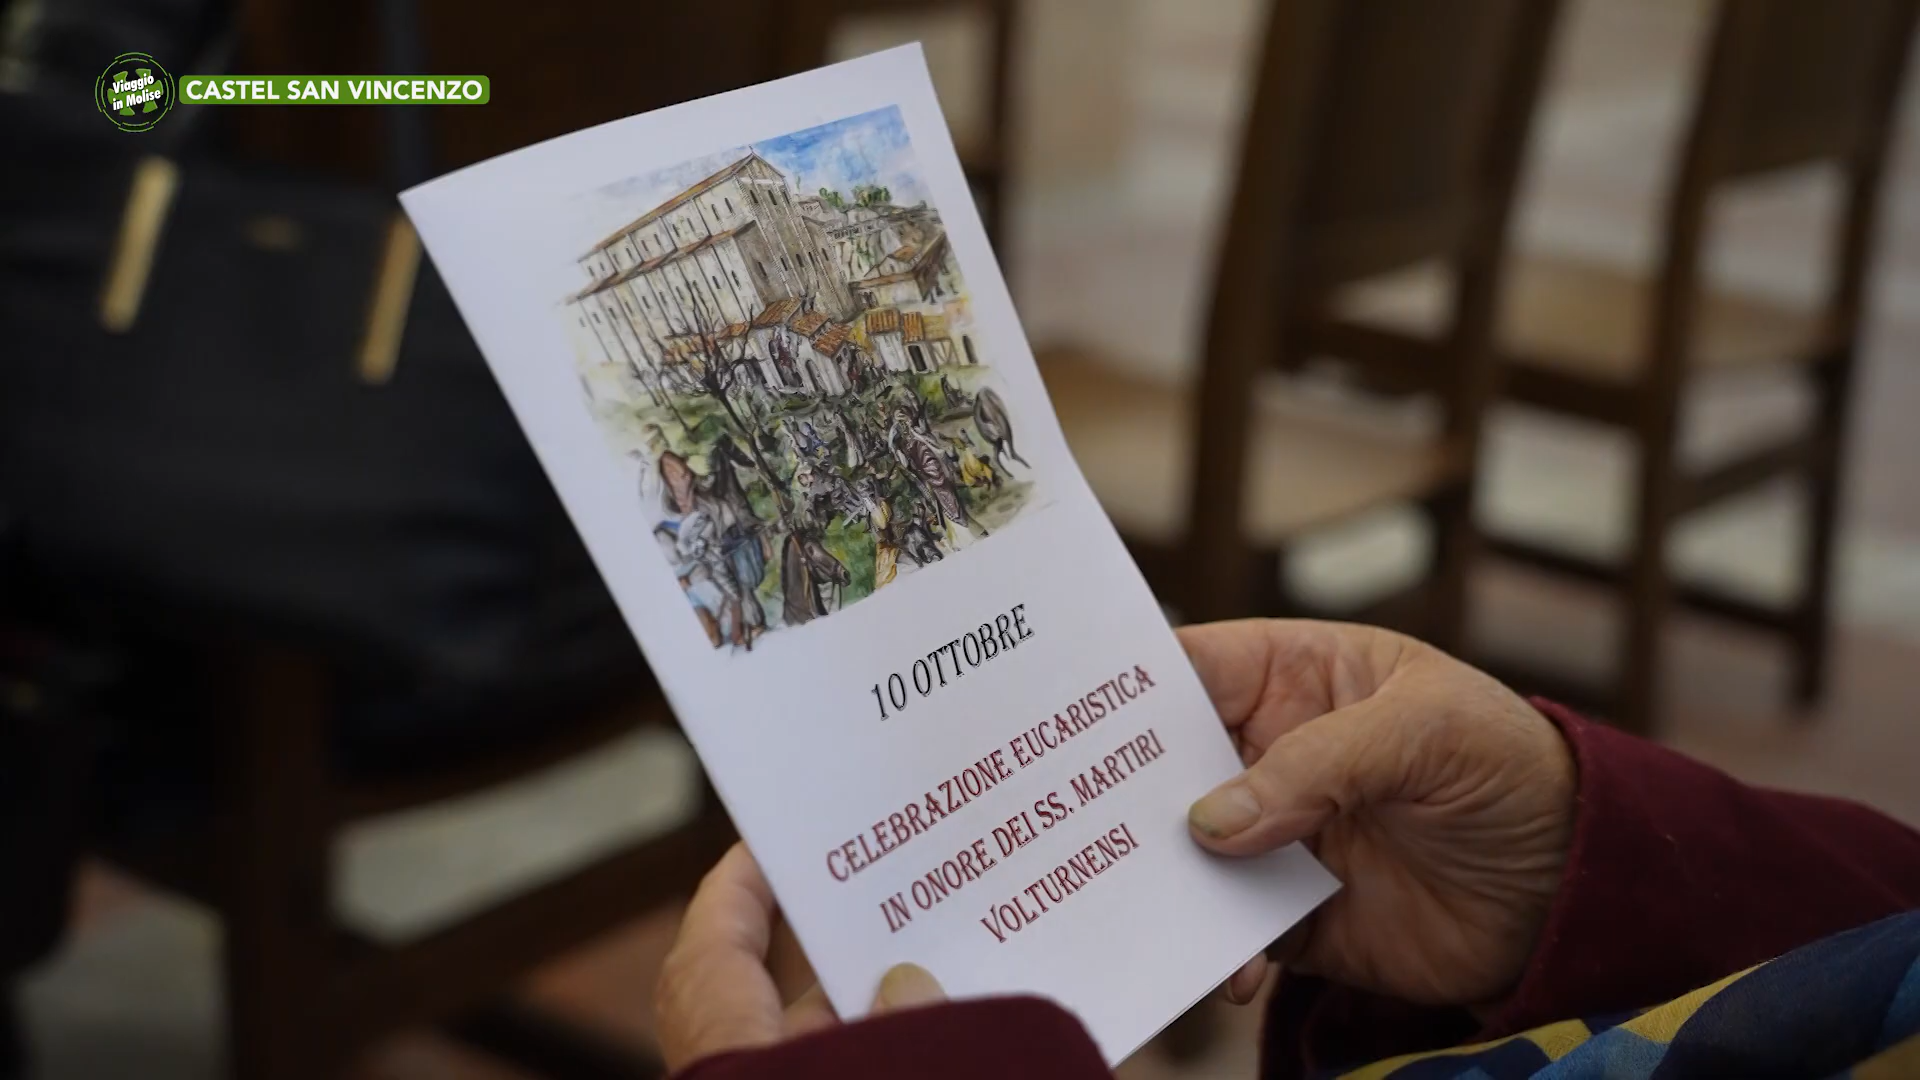 Viaggio
in Molise
CASTEL SAN VINCENZO
10 OTTOBRE
CELEBRAZIONE EUCARISTICA
IN ONORE DEI SS. MARTIRI
VOLTURNENSI